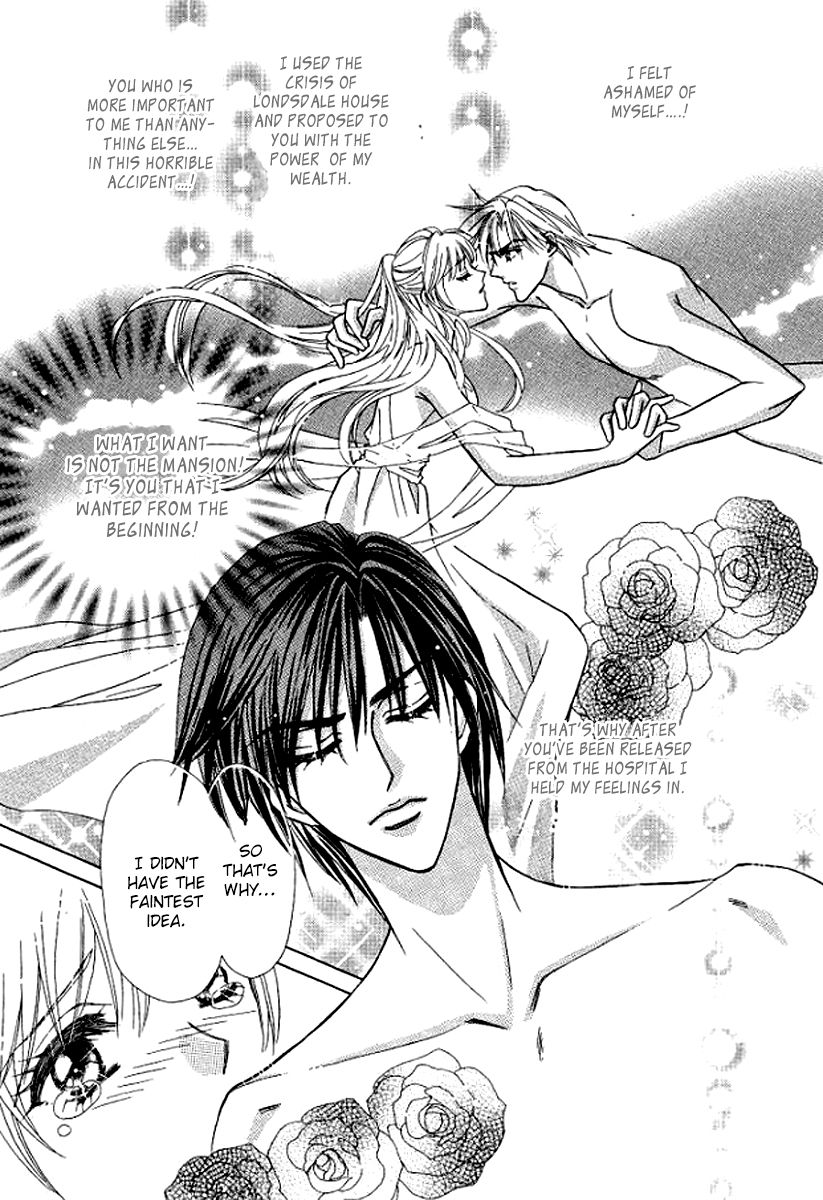 I FELT
ASHAMED OF
MYSELF....!
I USED THE
CRISIS OF
LONDSDALE HOUSE
AND PROPOSED TO
YOU WITH THE
POWER OF MY
WEALTH.
YOU WHO IS
MORE IMPORTANT
TO ME THAN ANY-
THING ELSE...
IN THIS HORRIBLE
ACCIDENT...!
WHAT I WANT
IS NOT THE MANSION!
IT'S YOU THAT I
WANTED FROM THE
BEGINNING!
THAT'S WHY AFTER
YOU'VE BEEN RELEASED
FROM THE HOSPITAL I
HELD MY FEELINGS IN.
SO
THAT'S
WHY...
I DIDN'T
HAVE THE
FAINTEST
IDEA.